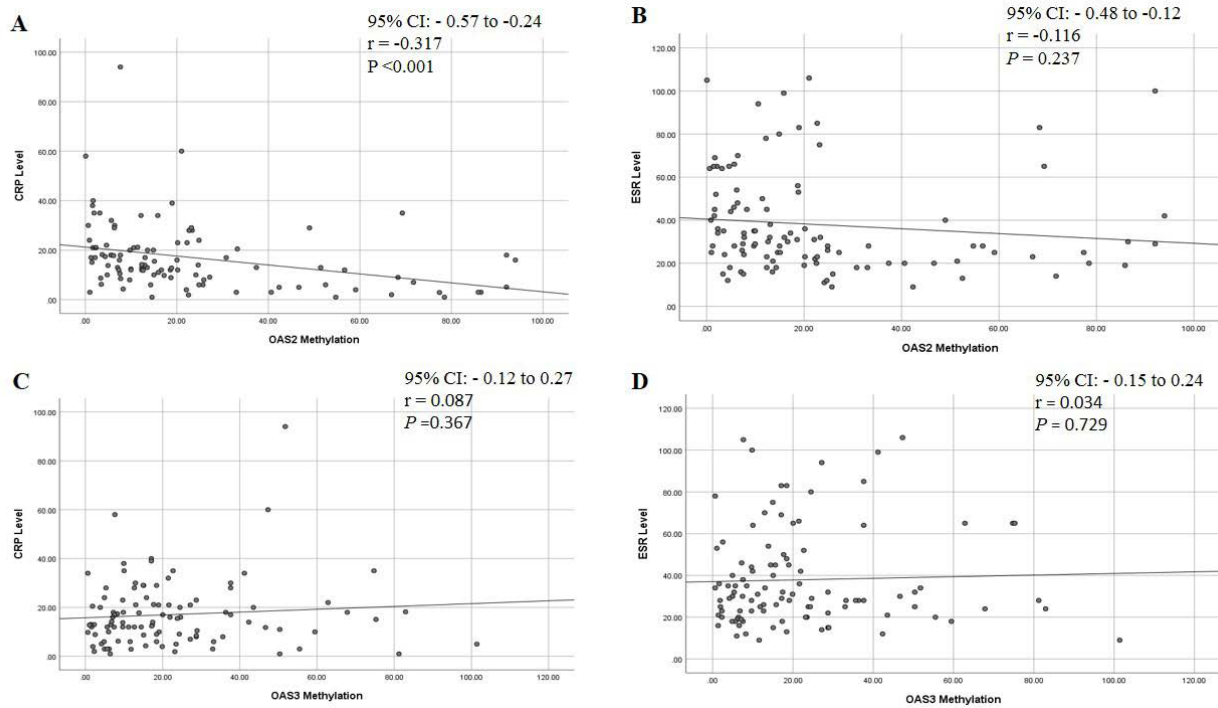 A
95% CI: - 0.57 to -0.24
r = -0.317
P <0.001
100.00
80.00
60.00
40.00
20.00
.00
CRP Level
.00 20.00 40.00 60.00 80.00 100.00
OAS2 Methylation
B
95% CI: - 0.48 to -0.12
r = -0.116
P = 0.237
120.00
100.00
80.00
60.00
40.00
20.00
.00
ESR Level
.00 20.00 40.00 60.00 80.00 100.00
OAS2 Methylation
C
95% CI: - 0.12 to 0.27
r = 0.087
P =0.367
100.00
80.00
60.00
40.00
20.00
.00
CRP Level
.00 20.00 40.00 60.00 80.00 100.00 120.00
OAS3 Methylation
D
95% CI: - 0.15 to 0.24
r = 0.034
P = 0.729
120.00
100.00
80.00
60.00
40.00
20.00
.00
ESR Level
.00 20.00 40.00 60.00 80.00 100.00 120.00
OAS3 Methylation